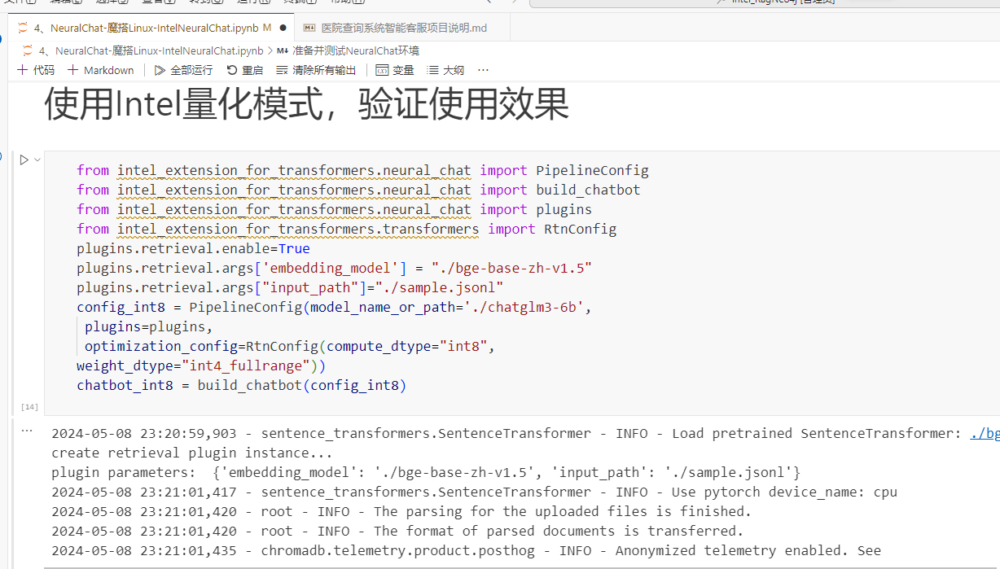 4、NeuralChat-魔搭Linux-IntelNeuralChat.ipynb M ● 医院查询系统智能客服项目说明.md
4、NeuralChat-魔搭Linux-IntelNeuralChat.ipynb > M↓ 准备并测试NeuralChat环境
+ 代码 + Markdown 全部运行 重启 清除所有输出 变量 大纲 ...
使用Intel量化模式，验证使用效果
from intel_extension_for_transformers.neural_chat import PipelineConfig
from intel_extension_for_transformers.neural_chat import build_chatbot
from intel_extension_for_transformers.neural_chat import plugins
from intel_extension_for_transformers.transformers import RtnConfig
plugins.retrieval.enable=True
plugins.retrieval.args['embedding_model'] = "./bge-base-zh-v1.5"
plugins.retrieval.args["input_path"]="./sample.jsonl"
config_int8 = PipelineConfig(model_name_or_path='./chatglm3-6b',
plugins=plugins,
optimization_config=RtnConfig(compute_dtype="int8",
weight_dtype="int4_fullrange"))
chatbot_int8 = build_chatbot(config_int8)
[14]
... 2024-05-08 23:20:59,903 - sentence_transformers.SentenceTransformer - INFO - Load pretrained SentenceTransformer: ./bg
create retrieval plugin instance...
plugin parameters:  {'embedding_model': './bge-base-zh-v1.5', 'input_path': './sample.jsonl'}
2024-05-08 23:21:01,417 - sentence_transformers.SentenceTransformer - INFO - Use pytorch device_name: cpu
2024-05-08 23:21:01,420 - root - INFO - The parsing for the uploaded files is finished.
2024-05-08 23:21:01,420 - root - INFO - The format of parsed documents is transferred.
2024-05-08 23:21:01,435 - chromadb.telemetry.product.posthog - INFO - Anonymized telemetry enabled. See